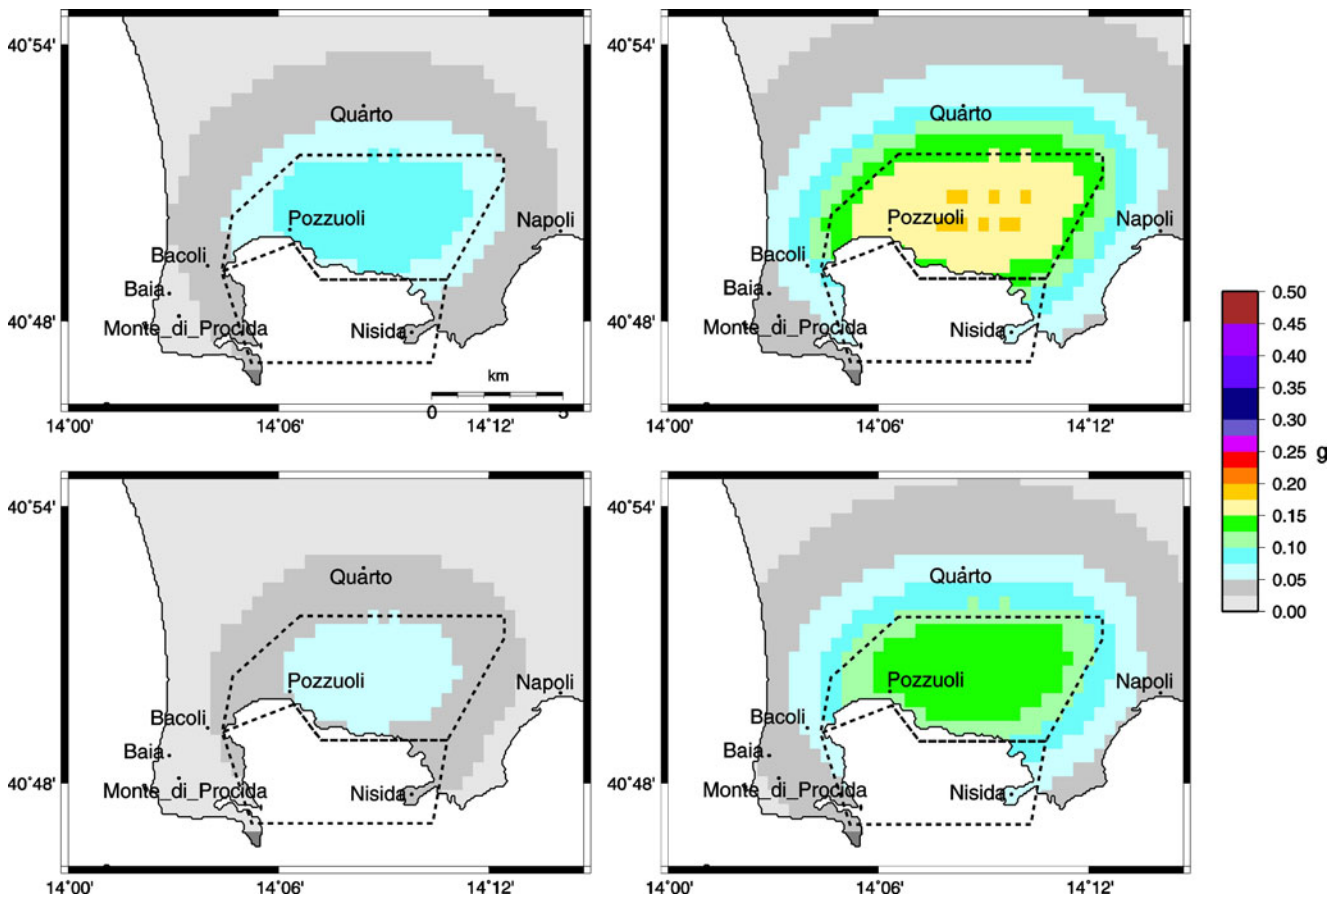 40°54'
Quarto
Pozzuoli
Napoli
Bacoli
Baia
40°48'
Monte_di_Procida
Nisida
km
0 5
14°00' 14°06' 14°12'
40°54'
Quarto
Pozzuoli
Napoli
Bacoli
Baia
40°48'
Monte_di_Procida
Nisida
14°00' 14°06' 14°12'
0.50
0.45
0.40
0.35
0.30
0.25 g
0.20
0.15
0.10
0.05
0.00
40°54'
Quarto
Pozzuoli
Napoli
Bacoli
Baia
40°48'
Monte_di_Procida
Nisida
14°00' 14°06' 14°12'
40°54'
Quarto
Pozzuoli
Napoli
Bacoli
Baia
40°48'
Monte_di_Procida
Nisida
14°00' 14°06' 14°12'